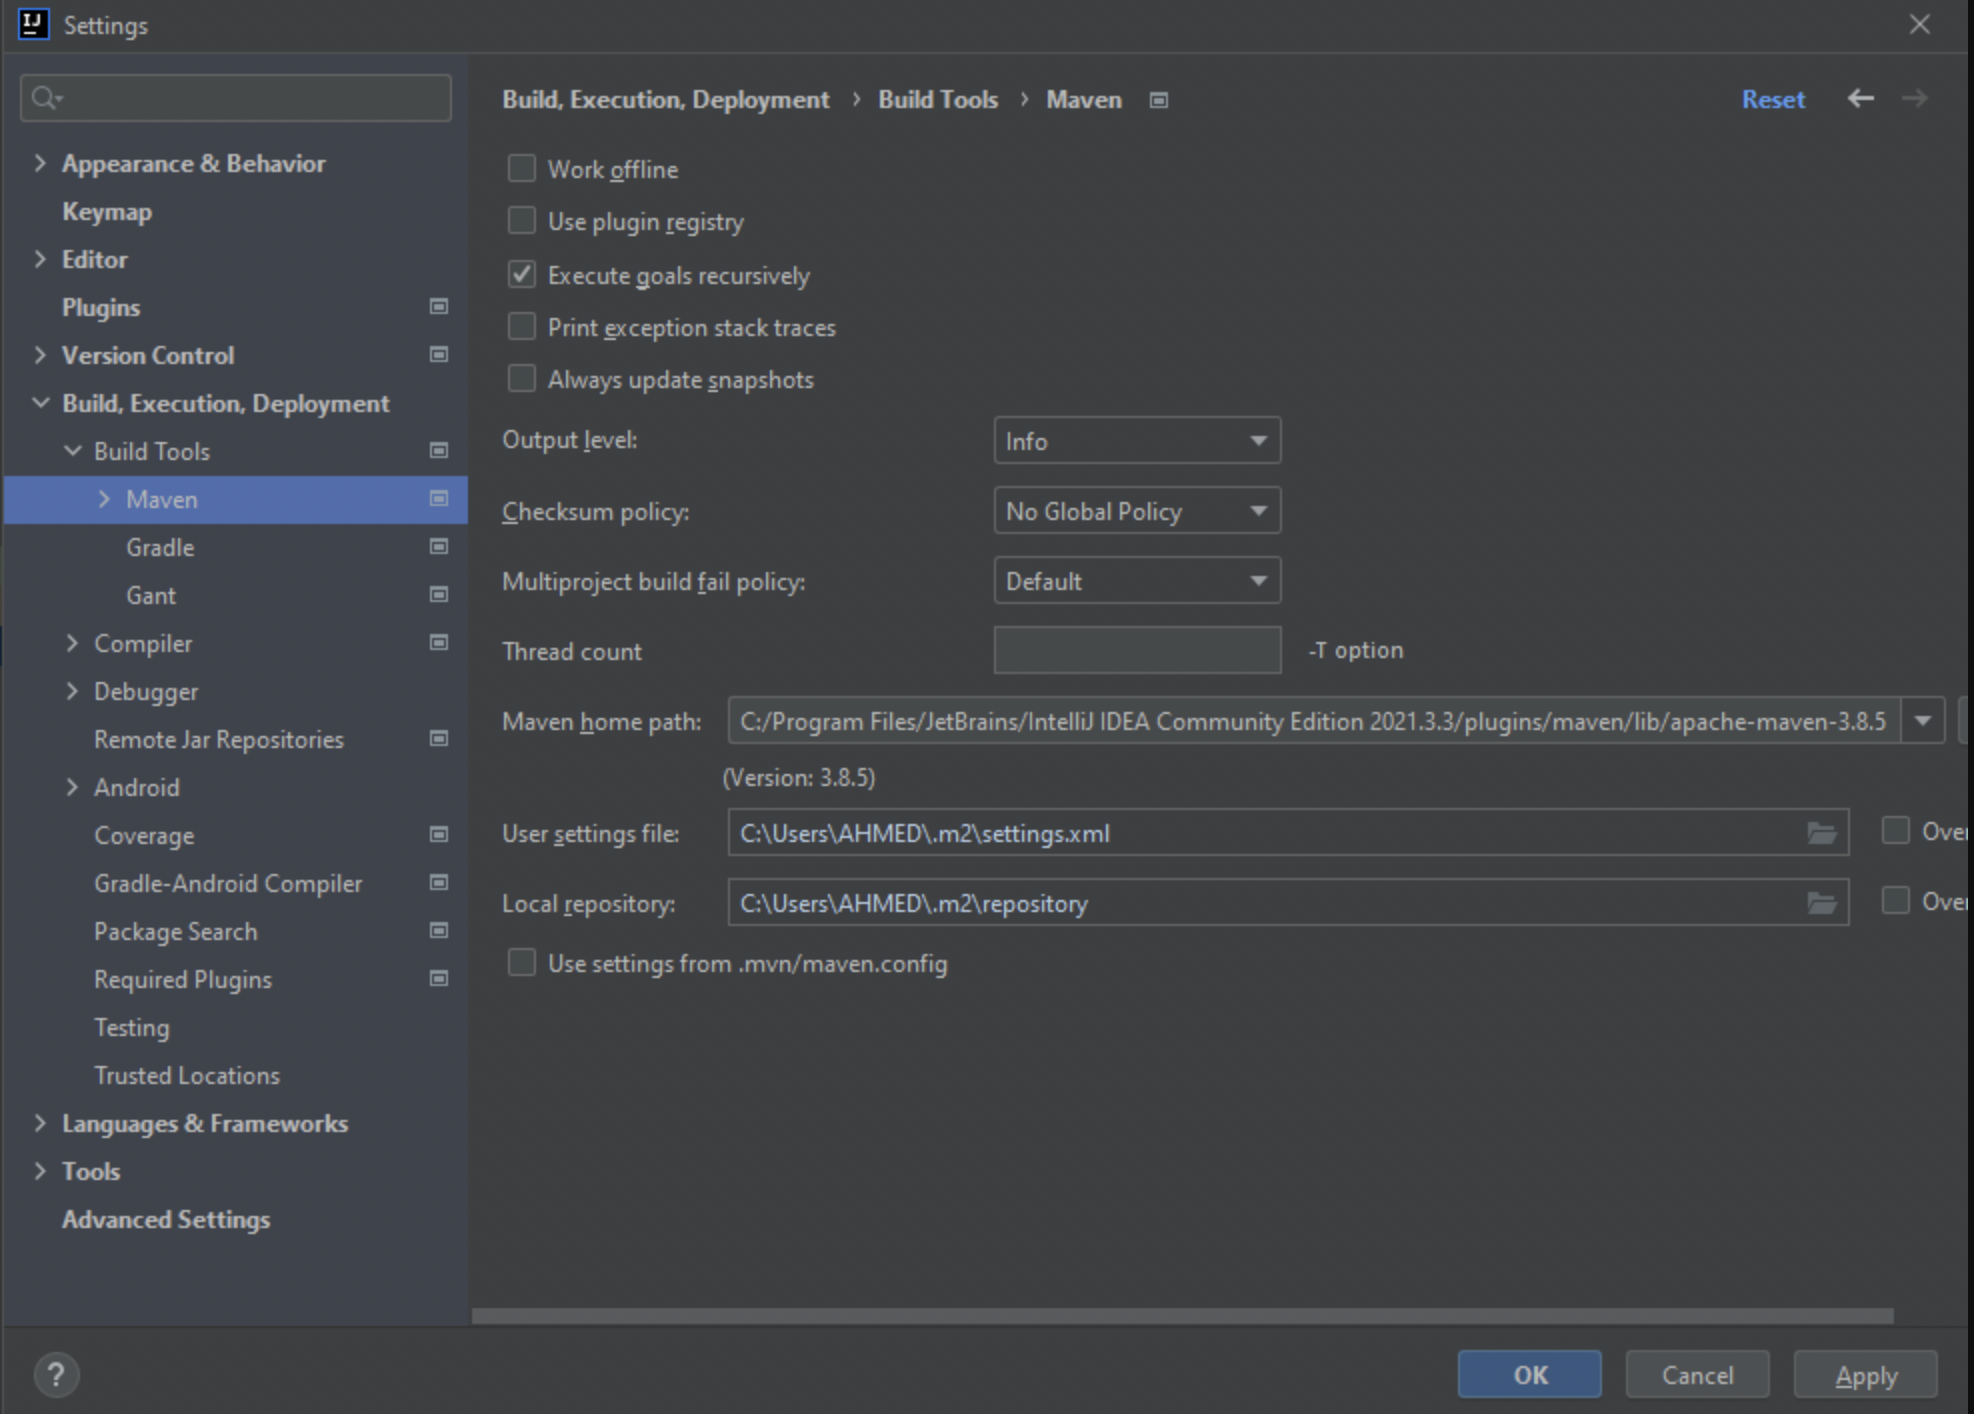 IJ
Settings
Appearance & Behavior
Keymap
Editor
Plugins
Version Control
Build, Execution, Deployment
Build Tools
Maven
Gradle
Gant
Compiler
Debugger
Remote Jar Repositories
Android
Coverage
Gradle-Android Compiler
Package Search
Required Plugins
Testing
Trusted Locations
Languages & Frameworks
Tools
Advanced Settings
Build, Execution, Deployment › Build Tools › Maven
Reset
Work offline
Use plugin registry
Execute goals recursively
Print exception stack traces
Always update snapshots
Output level: Info
Checksum policy: No Global Policy
Multiproject build fail policy: Default
Thread count -T option
Maven home path: C:/Program Files/JetBrains/IntelliJ IDEA Community Edition 2021.3.3/plugins/maven/lib/apache-maven-3.8.5
(Version: 3.8.5)
User settings file: C:\Users\AHMED\.m2\settings.xml Over
Local repository: C:\Users\AHMED\.m2\repository Over
Use settings from .mvn/maven.config
? OK Cancel Apply